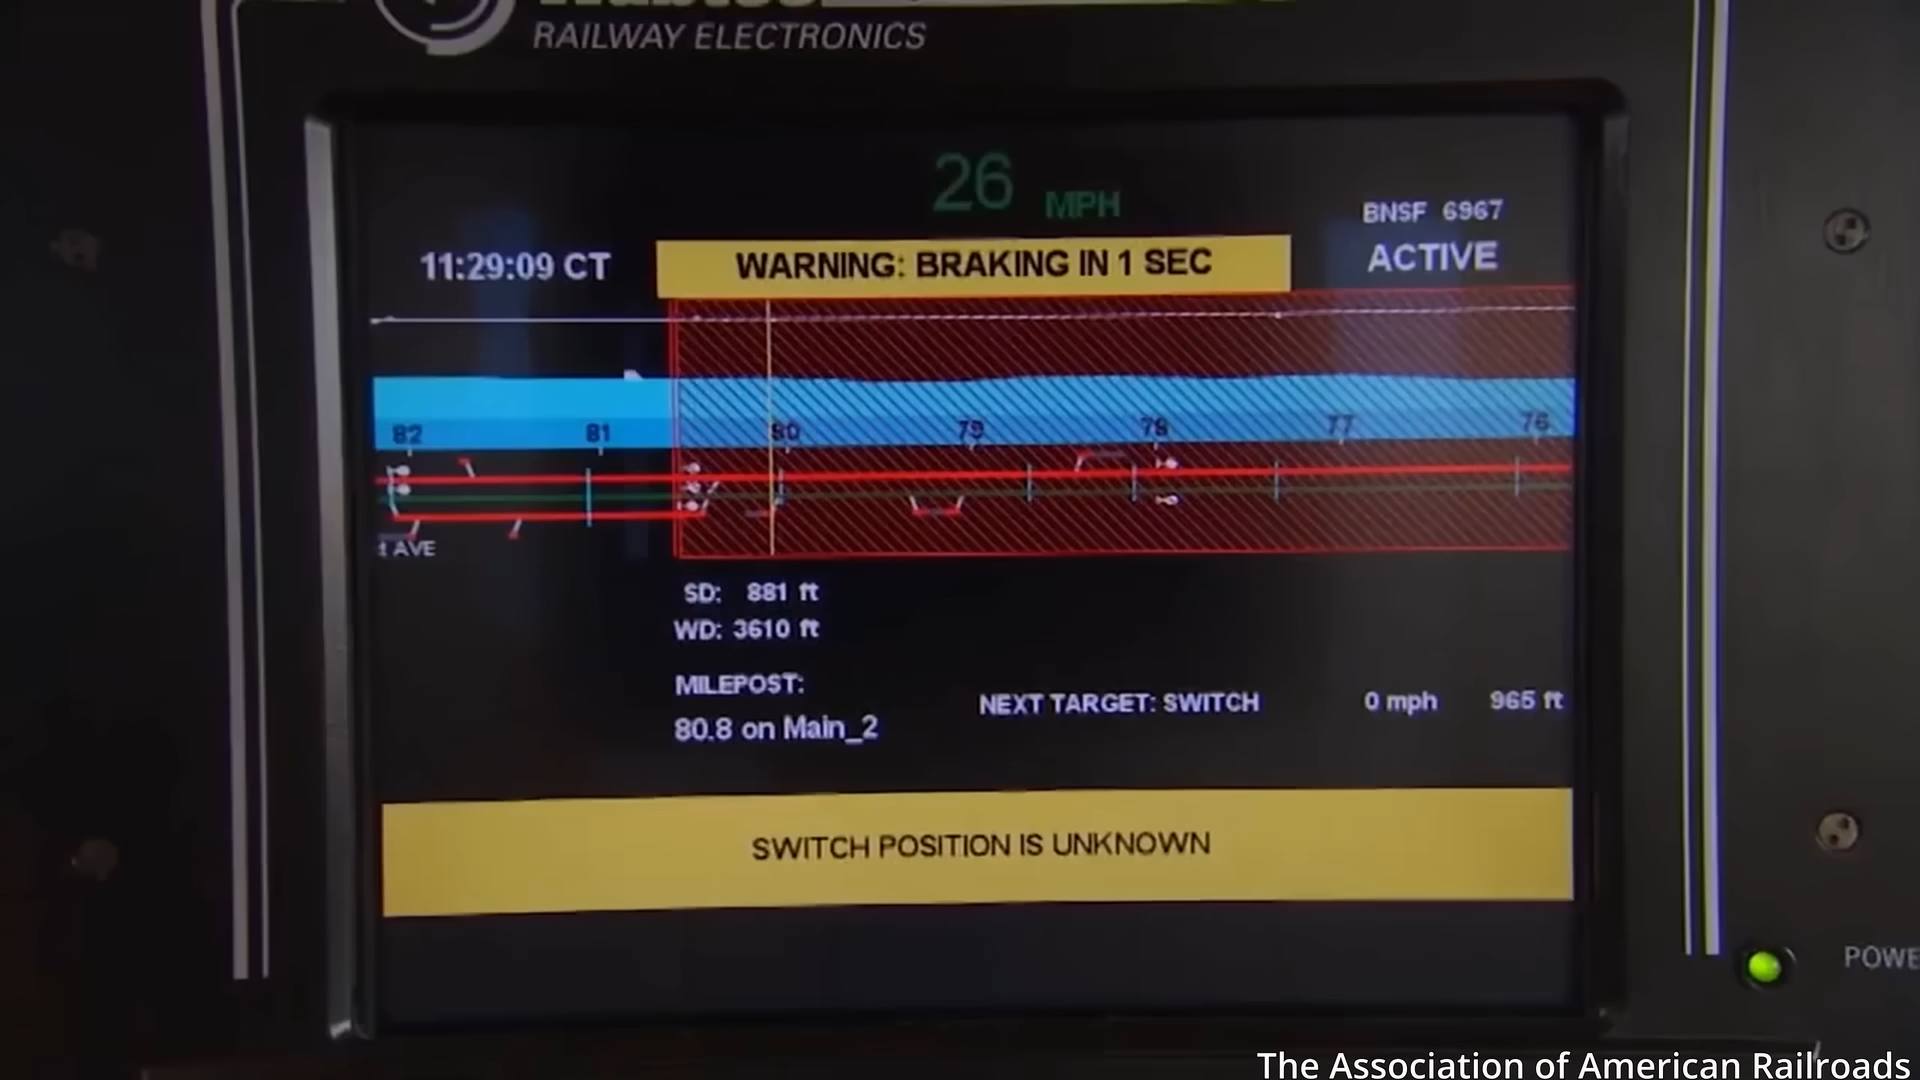 RAILWAY ELECTRONICS
26 MPH
BNSF 6967
11:29:09 CT
WARNING: BRAKING IN 1 SEC
ACTIVE
82 81 80 79 78 77 76
AVE
SD: 881 ft
WD: 3610 ft
MILEPOST:
NEXT TARGET: SWITCH 0 mph 965 ft
80.8 on Main_2
SWITCH POSITION IS UNKNOWN
The Association of American Railroads